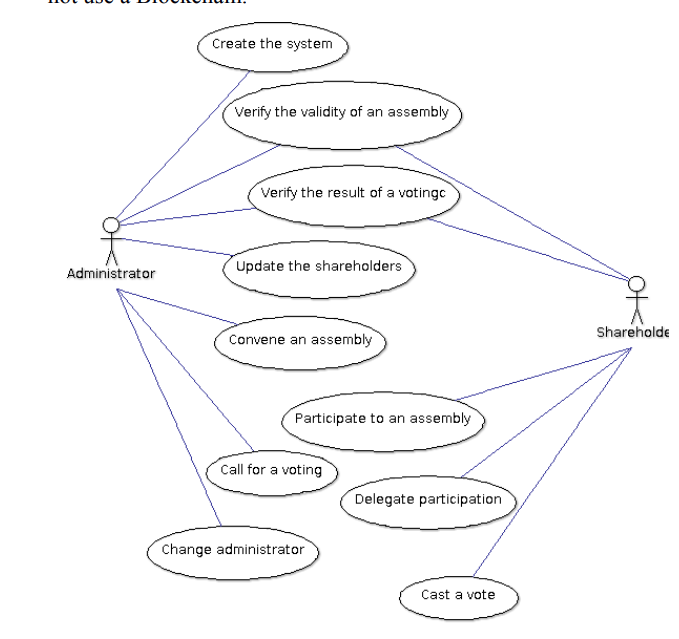 not use a Blockchain.
Create the system
Verify the validity of an assembly
Verify the result of a votingc
Update the shareholders
Administrator
Convene an assembly
Shareholde
Participate to an assembly
Call for a voting
Delegate participation
Change administrator
Cast a vote